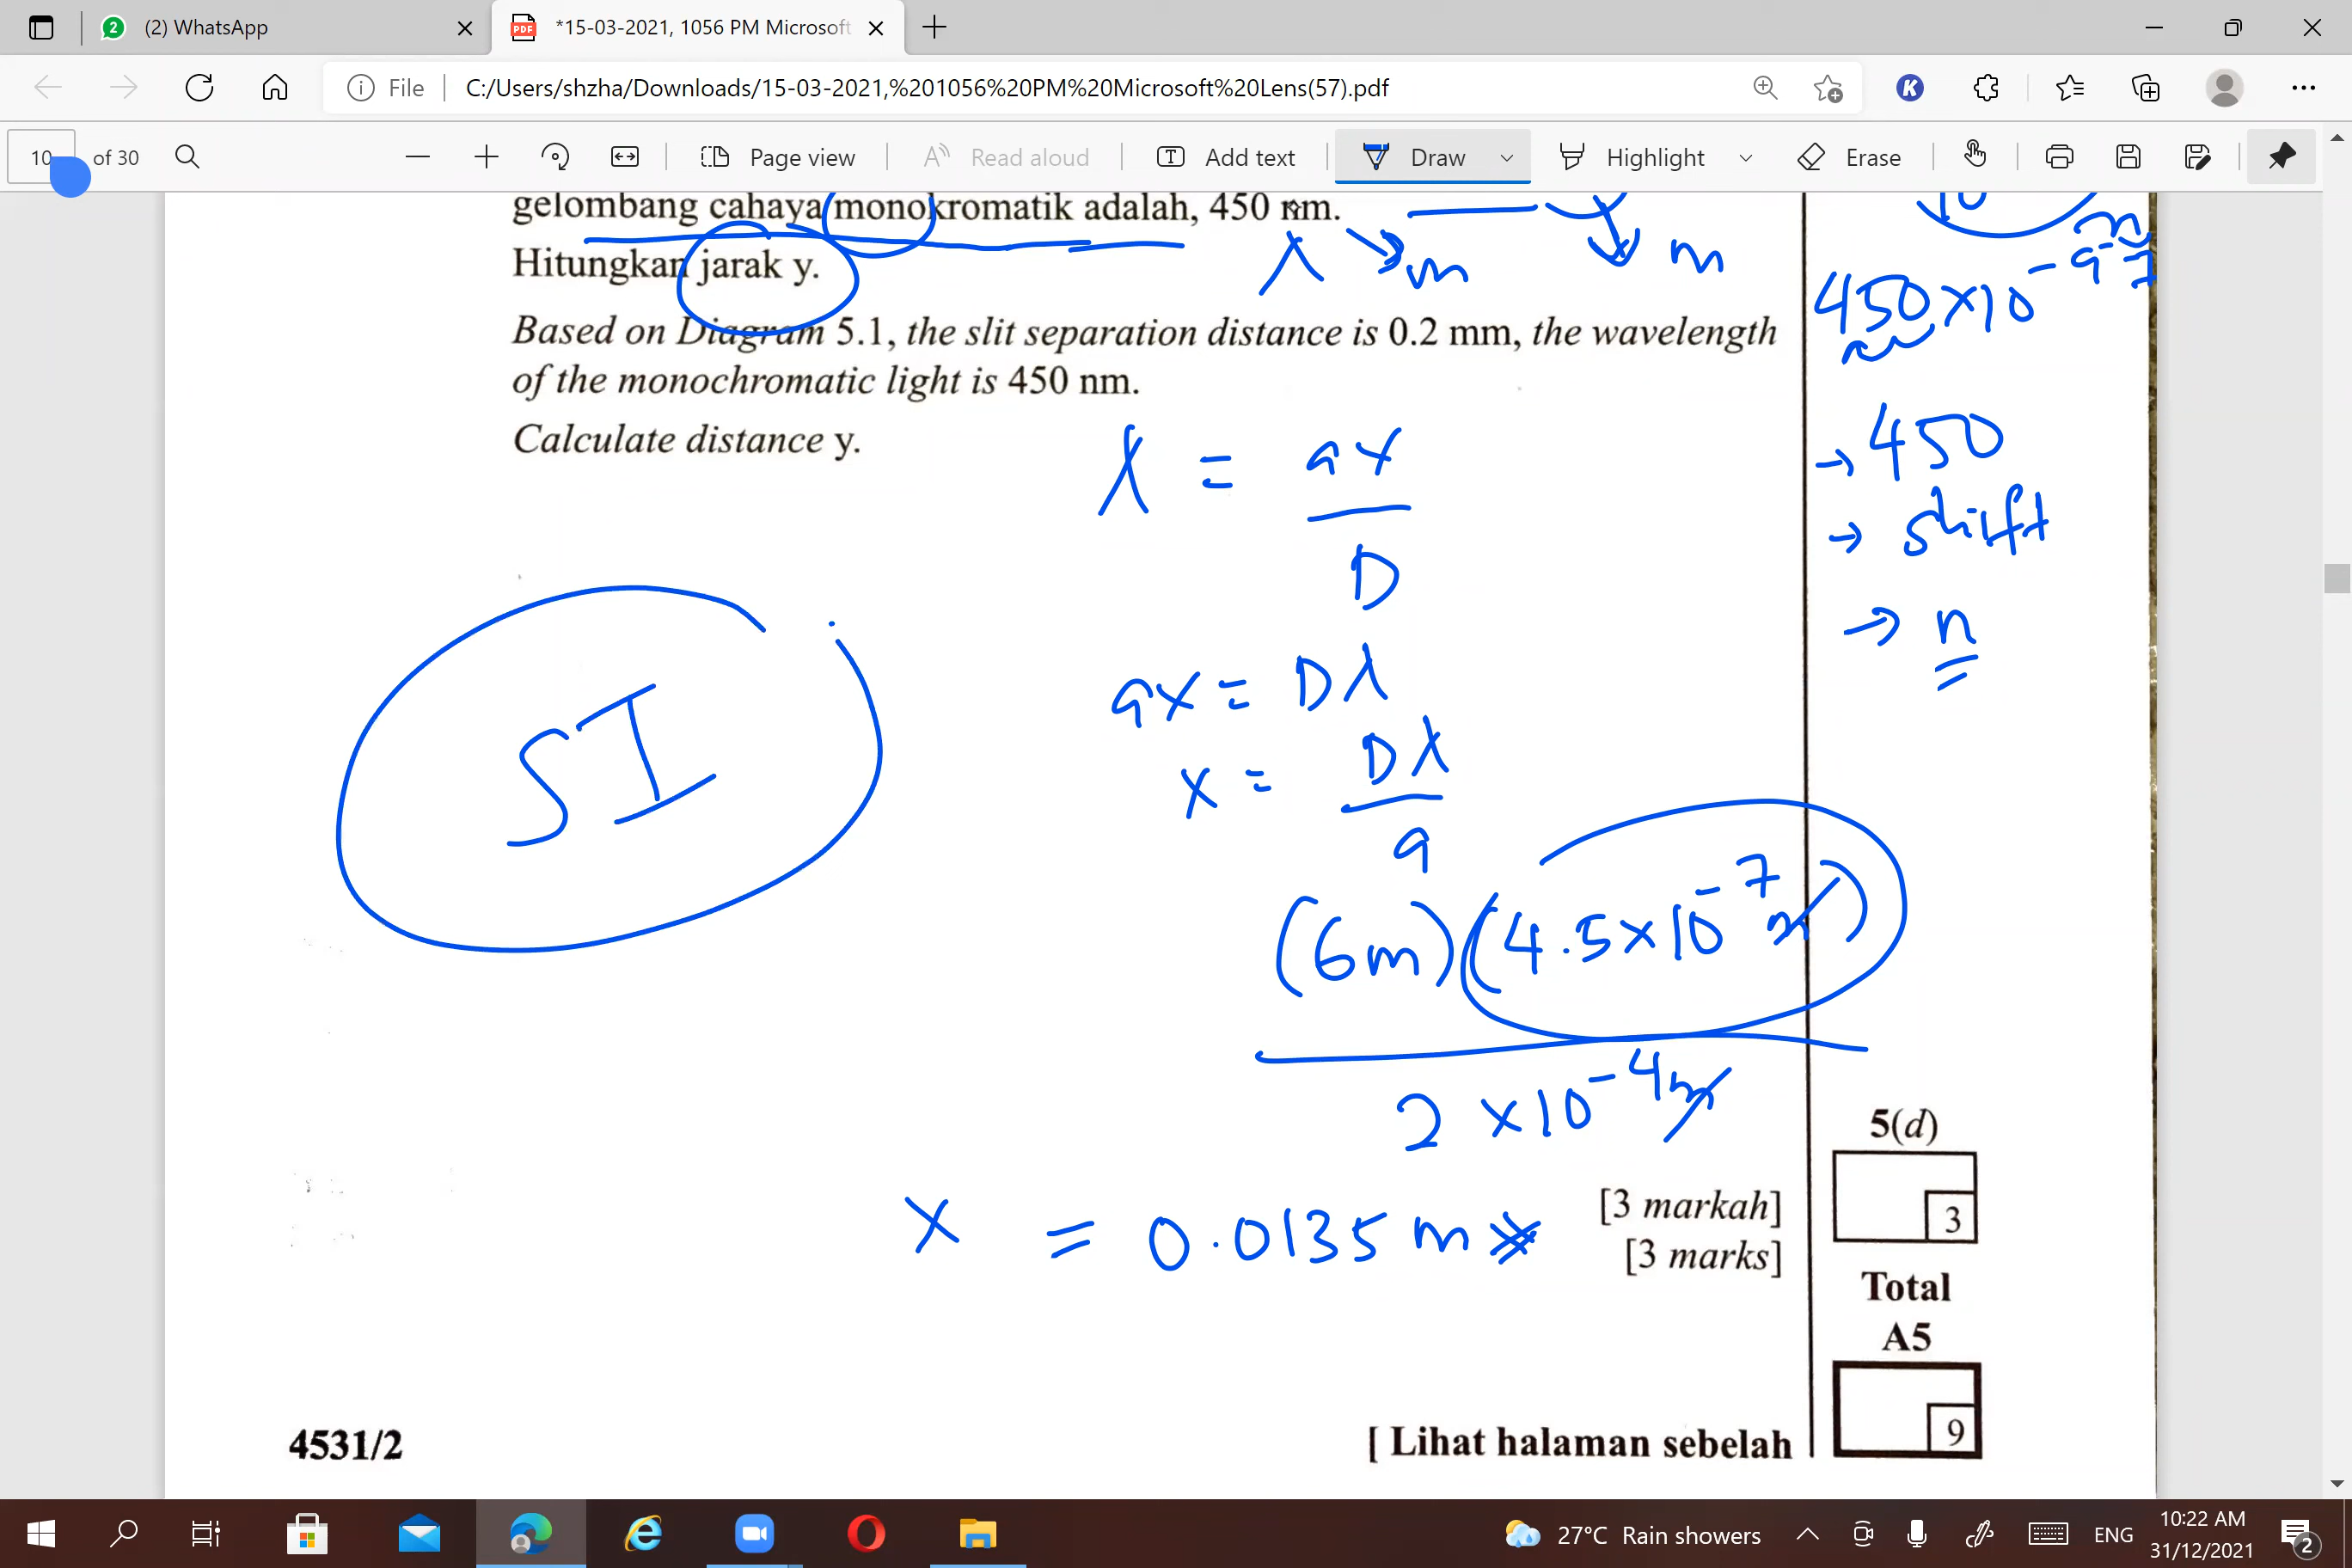 (2) WhatsApp
*15-03-2021, 1056 PM Microsoft
File C:/Users/shzha/Downloads/15-03-2021,%201056%20PM%20Microsoft%20Lens(57).pdf
10 of 30 Page view Read aloud Add text Draw Highlight Erase
gelombang cahaya monokromatik adalah, 450 nm.
λ → m
m
Hitungkan jarak y.
450 × 10 -9 -7
Based on Diagram 5.1, the slit separation distance is 0.2 mm, the wavelength
of the monochromatic light is 450 nm.
Calculate distance y.
→ 450
→ shift
→ n
λ = ax
D
ax = Dλ
x = Dλ
a
SI
(6m)(4.5×10-7m)
2 ×10-4m
x = 0.0135 m
[3 markah]
[3 marks]
5(d)
3
Total
A5
9
4531/2
[ Lihat halaman sebelah
27°C Rain showers
ENG
10:22 AM
31/12/2021
2